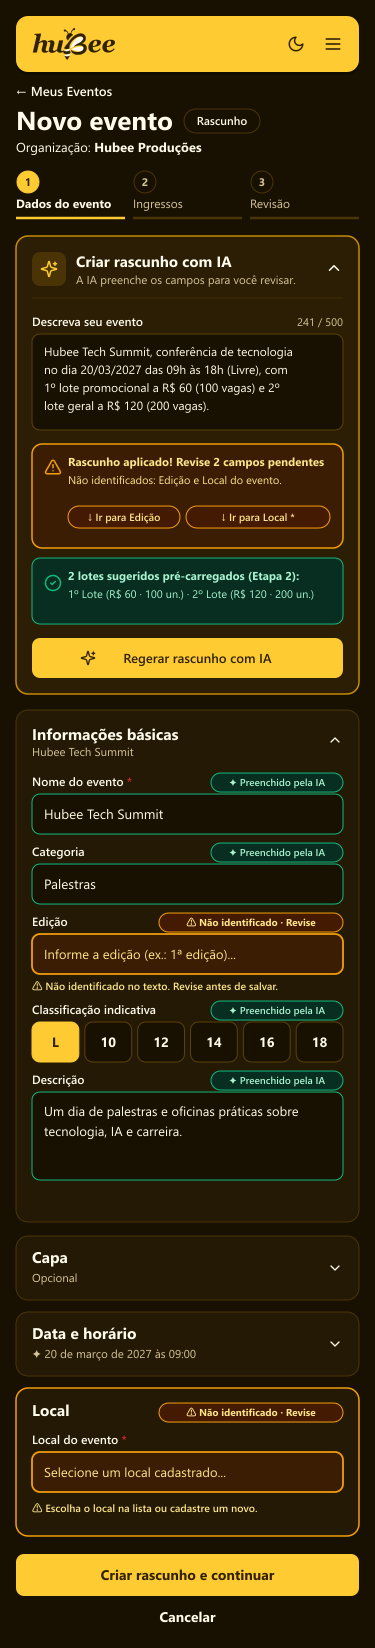 huBee
← Meus Eventos
Novo evento Rascunho
Organização: Hubee Produções
1 2 3
Dados do evento Ingressos Revisão
Criar rascunho com IA
A IA preenche os campos para você revisar.
Descreva seu evento 241 / 500
Hubee Tech Summit, conferência de tecnologia
no dia 20/03/2027 das 09h às 18h (Livre), com
1º lote promocional a R$ 60 (100 vagas) e 2º
lote geral a R$ 120 (200 vagas).
Rascunho aplicado! Revise 2 campos pendentes
Não identificados: Edição e Local do evento.
↓ Ir para Edição ↓ Ir para Local *
2 lotes sugeridos pré-carregados (Etapa 2):
1º Lote (R$ 60 · 100 un.) · 2º Lote (R$ 120 · 200 un.)
Regerar rascunho com IA
Informações básicas
Hubee Tech Summit
Nome do evento * ✦ Preenchido pela IA
Hubee Tech Summit
Categoria ✦ Preenchido pela IA
Palestras
Edição ⚠ Não identificado · Revise
Informe a edição (ex.: 1ª edição)...
⚠ Não identificado no texto. Revise antes de salvar.
Classificação indicativa ✦ Preenchido pela IA
L 10 12 14 16 18
Descrição ✦ Preenchido pela IA
Um dia de palestras e oficinas práticas sobre
tecnologia, IA e carreira.
Capa
Opcional
Data e horário
✦ 20 de março de 2027 às 09:00
Local ⚠ Não identificado · Revise
Local do evento *
Selecione um local cadastrado...
⚠ Escolha o local na lista ou cadastre um novo.
Criar rascunho e continuar
Cancelar